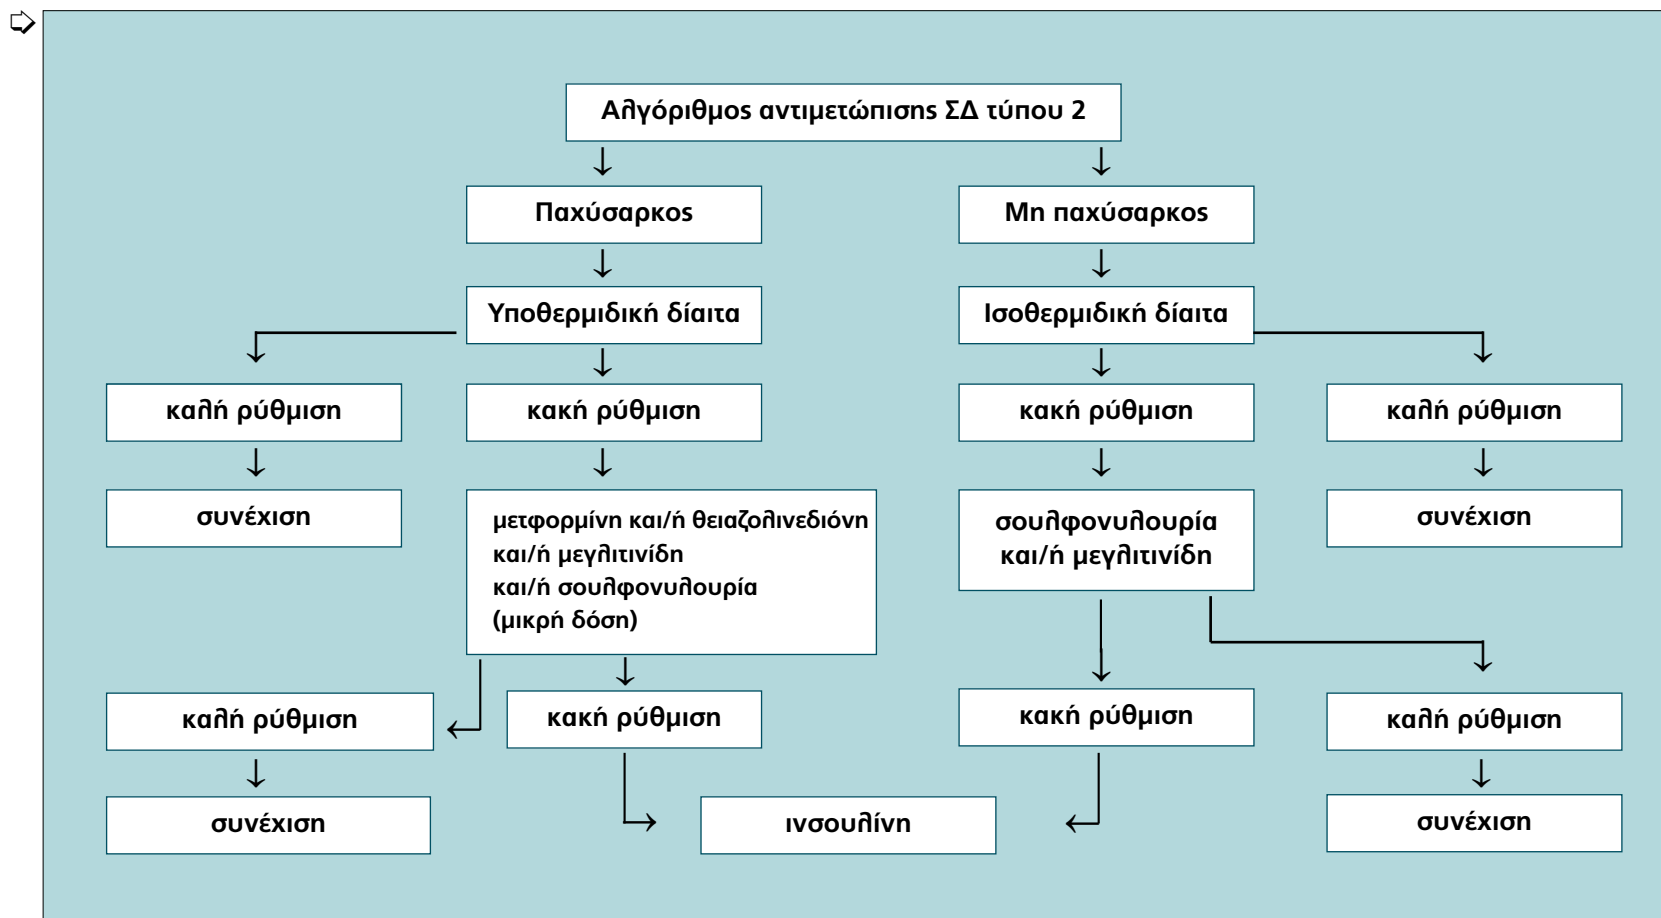 Αλγόριθμος αντιμετώπισης ΣΔ τύπου 2
Παχύσαρκος
Μη παχύσαρκος
Υποθερμιδική δίαιτα
Ισοθερμιδική δίαιτα
καλή ρύθμιση
κακή ρύθμιση
κακή ρύθμιση
καλή ρύθμιση
συνέχιση
μετφορμίνη και/ή θειαζολινεδιόνη
και/ή μεγλιτινίδη
και/ή σουλφονυλουρία
(μικρή δόση)
σουλφονυλουρία
και/ή μεγλιτινίδη
συνέχιση
καλή ρύθμιση
κακή ρύθμιση
κακή ρύθμιση
καλή ρύθμιση
συνέχιση
ινσουλίνη
συνέχιση